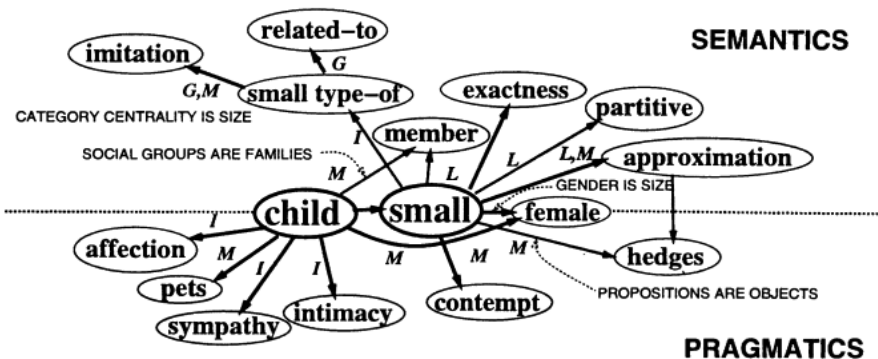 related–to
SEMANTICS
imitation
G
G,M
small type–of
exactness
partitive
CATEGORY CENTRALITY IS SIZE
I
member
L
L,M
approximation
SOCIAL GROUPS ARE FAMILIES
M
L
GENDER IS SIZE
child
small
female
I
affection
M
I
I
M
M
M
hedges
pets
contempt
PROPOSITIONS ARE OBJECTS
sympathy
intimacy
PRAGMATICS